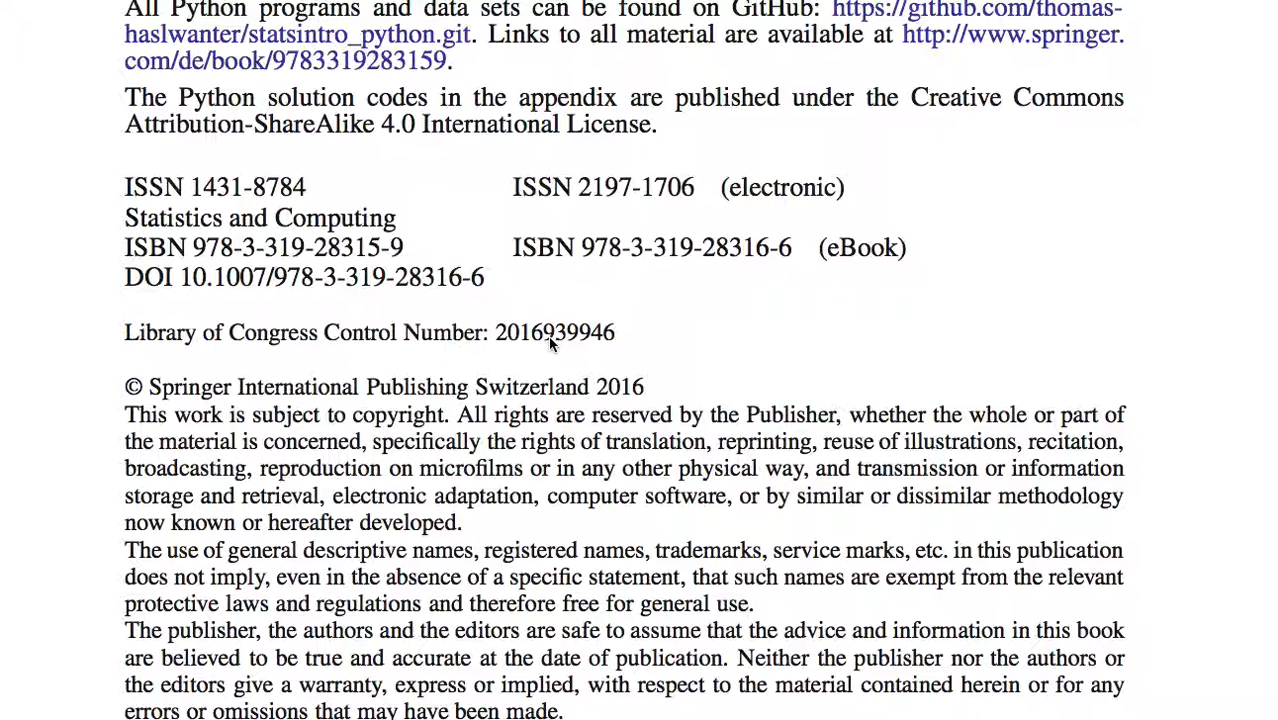 All Python programs and data sets can be found on GitHub: https://github.com/thomas-
haslwanter/statsintro_python.git. Links to all material are available at http://www.springer.
com/de/book/9783319283159.
The Python solution codes in the appendix are published under the Creative Commons
Attribution-ShareAlike 4.0 International License.
ISSN 1431-8784 ISSN 2197-1706 (electronic)
Statistics and Computing
ISBN 978-3-319-28315-9 ISBN 978-3-319-28316-6 (eBook)
DOI 10.1007/978-3-319-28316-6
Library of Congress Control Number: 2016939946
© Springer International Publishing Switzerland 2016
This work is subject to copyright. All rights are reserved by the Publisher, whether the whole or part of
the material is concerned, specifically the rights of translation, reprinting, reuse of illustrations, recitation,
broadcasting, reproduction on microfilms or in any other physical way, and transmission or information
storage and retrieval, electronic adaptation, computer software, or by similar or dissimilar methodology
now known or hereafter developed.
The use of general descriptive names, registered names, trademarks, service marks, etc. in this publication
does not imply, even in the absence of a specific statement, that such names are exempt from the relevant
protective laws and regulations and therefore free for general use.
The publisher, the authors and the editors are safe to assume that the advice and information in this book
are believed to be true and accurate at the date of publication. Neither the publisher nor the authors or
the editors give a warranty, express or implied, with respect to the material contained herein or for any
errors or omissions that may have been made.